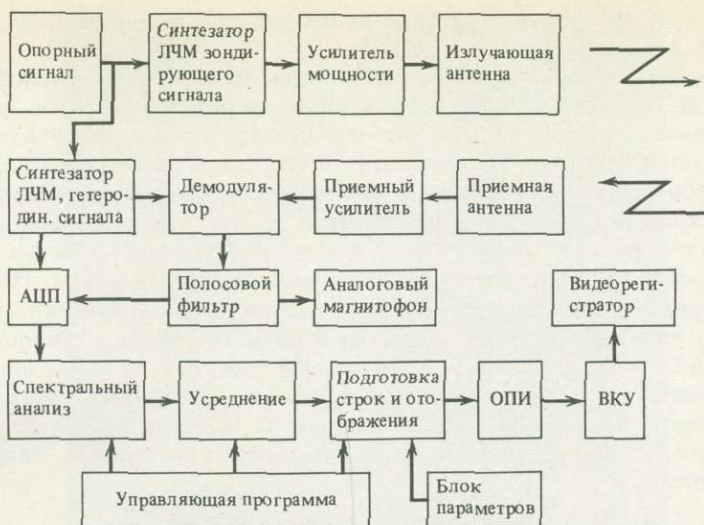 Опорный
сигнал
Синтезатор
ЛЧМ зонди-
рующего
сигнала
Усилитель
мощности
Излучающая
антенна
Синтезатор
ЛЧМ, гетеро-
дин. сигнала
Демодуля-
тор
Приемный
усилитель
Приемная
антенна
АЦП
Полосовой
фильтр
Аналоговый
магнитофон
Видеореги-
стратор
Спектральный
анализ
Усреднение
Подготовка
строк и ото-
бражения
ОПИ
ВКУ
Управляющая программа
Блок
параметров